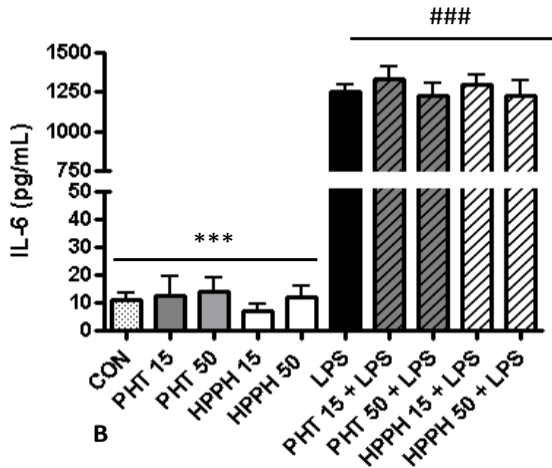 ###
1500
1250
1000
750
50
40
30
20
10
0
IL-6 (pg/mL)
***
CON
PHT 15
PHT 50
HPPH 15
HPPH 50
LPS
PHT 15 + LPS
PHT 50 + LPS
HPPH 15 + LPS
HPPH 50 + LPS
B